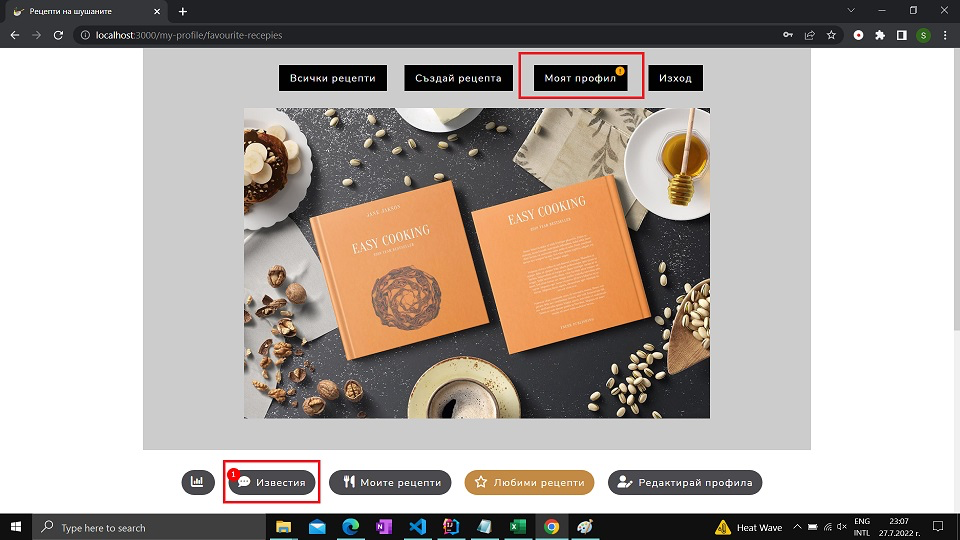 Рецепти на шушаните
localhost:3000/my-profile/favourite-recepies
S
Всички рецепти
Създай рецепта
Моят профил
1
Изход
EASY COOKING
EASY COOKING
1
Известия
Моите рецепти
Любими рецепти
Редактирай профила
Type here to search
Heat Wave
ENG
INTL
23:07
27.7.2022 г.